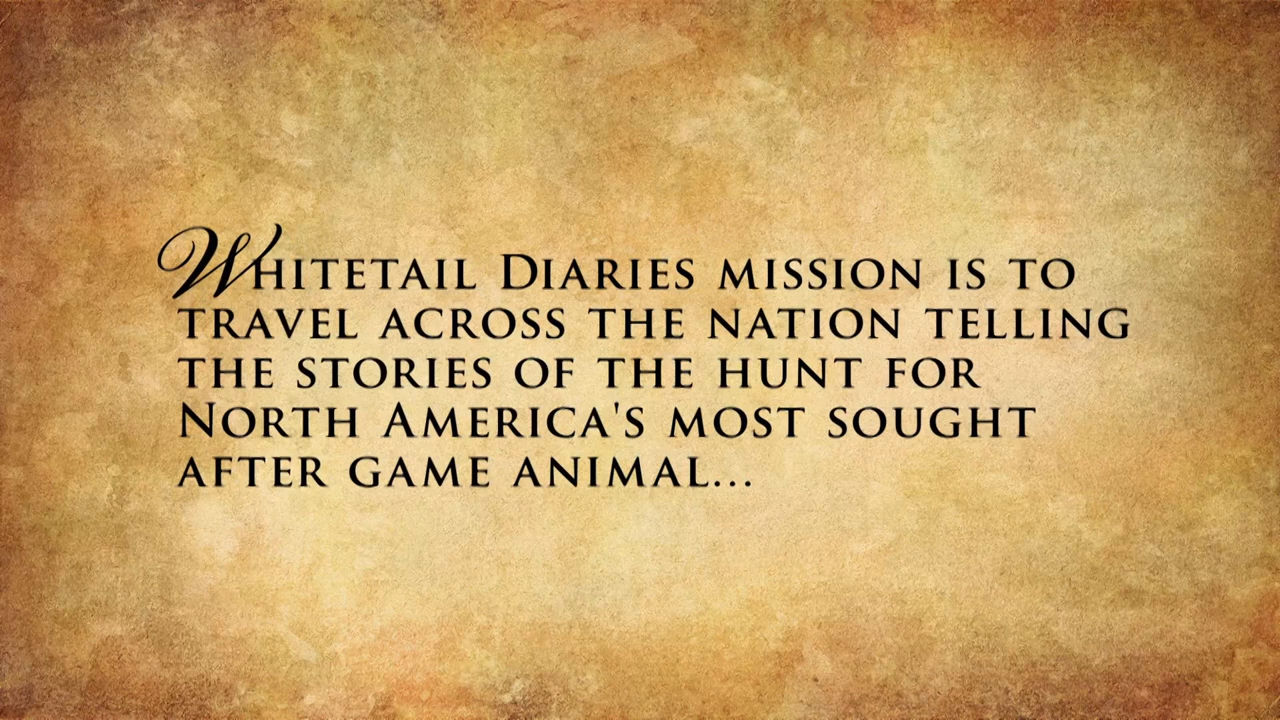 Whitetail Diaries mission is to
travel across the nation telling
the stories of the hunt for
North America's most sought
after game animal...